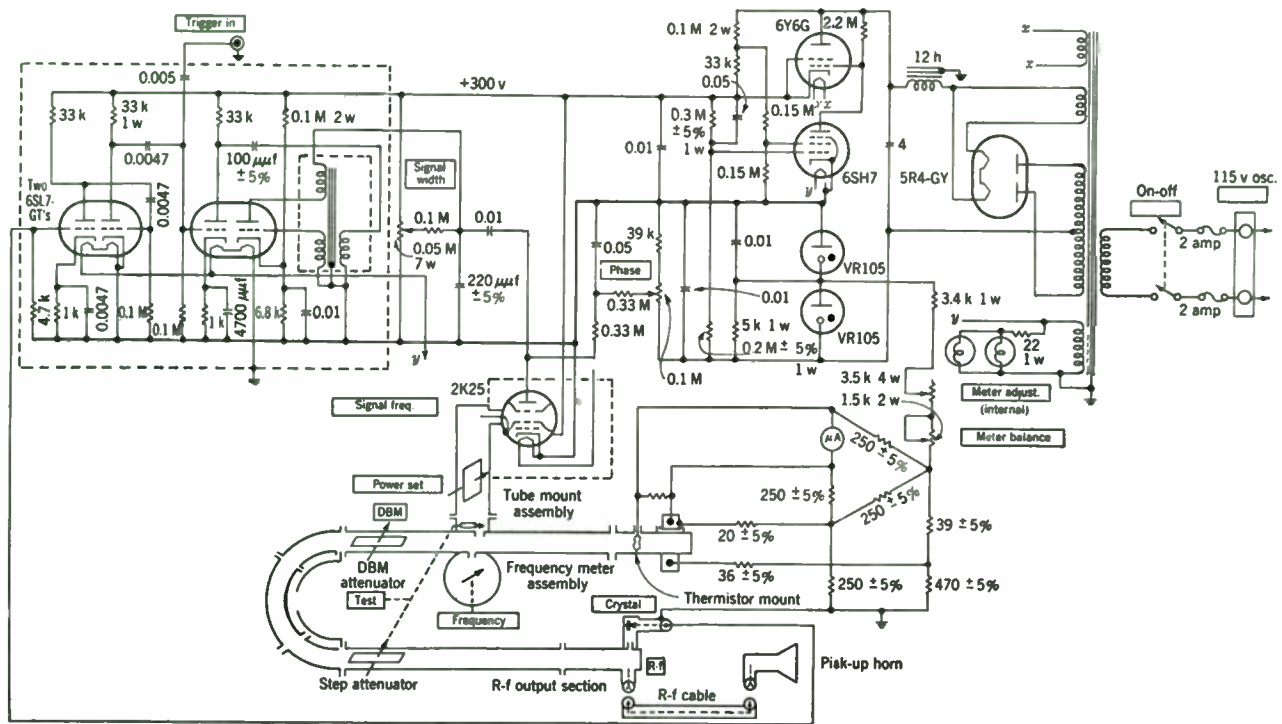 Trigger in
0.005
33 k
33 k
1 w
0.0047
Two
6SL7-
GT's
0.0047
33 k
100 μμf
± 5%
0.1 M 2 w
4.7 k
1 k
0.0047
0.1 M
0.1 M
1 k
4700 μμf
6.8 k
0.01
y
+300 v
Signal
width
0.1 M
0.05 M
7 w
0.01
220 μμf
± 5%
0.1 M 2 w
33 k
0.05
0.3 M
± 5%
1 w
0.01
0.15 M
0.15 M
6Y6G
2.2 M
x x
6SH7
y
12 h
4
5R4-GY
x
x
On-off
115 v osc.
2 amp
2 amp
39 k
0.05
Phase
0.33 M
0.33 M
0.1 M
0.01
0.01
VR105
VR105
5 k 1 w
0.2 M ± 5%
1 w
3.4 k 1 w
y
22
1 w
3.5 k 4 w
1.5 k 2 w
Meter adjust.
(internal)
Meter balance
2K25
Signal freq.
Power set
Tube mount
assembly
DBM
DBM
attenuator
Test
Frequency meter
assembly
Frequency
Step attenuator
R-f output section
μA
250 ± 5%
250 ± 5%
250 ± 5%
20 ± 5%
36 ± 5%
39 ± 5%
250 ± 5%
470 ± 5%
Thermistor mount
Crystal
R-f
R-f cable
Pisk-up horn